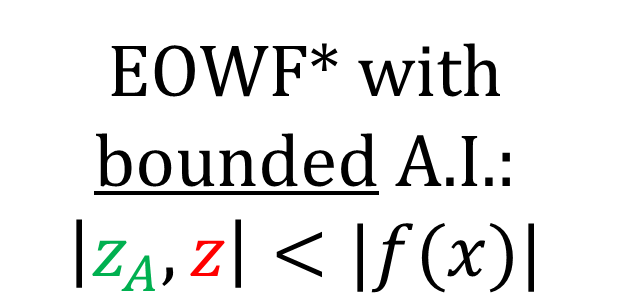 EOWF* with
bounded A.I.:
|z_A, z| < |f(x)|